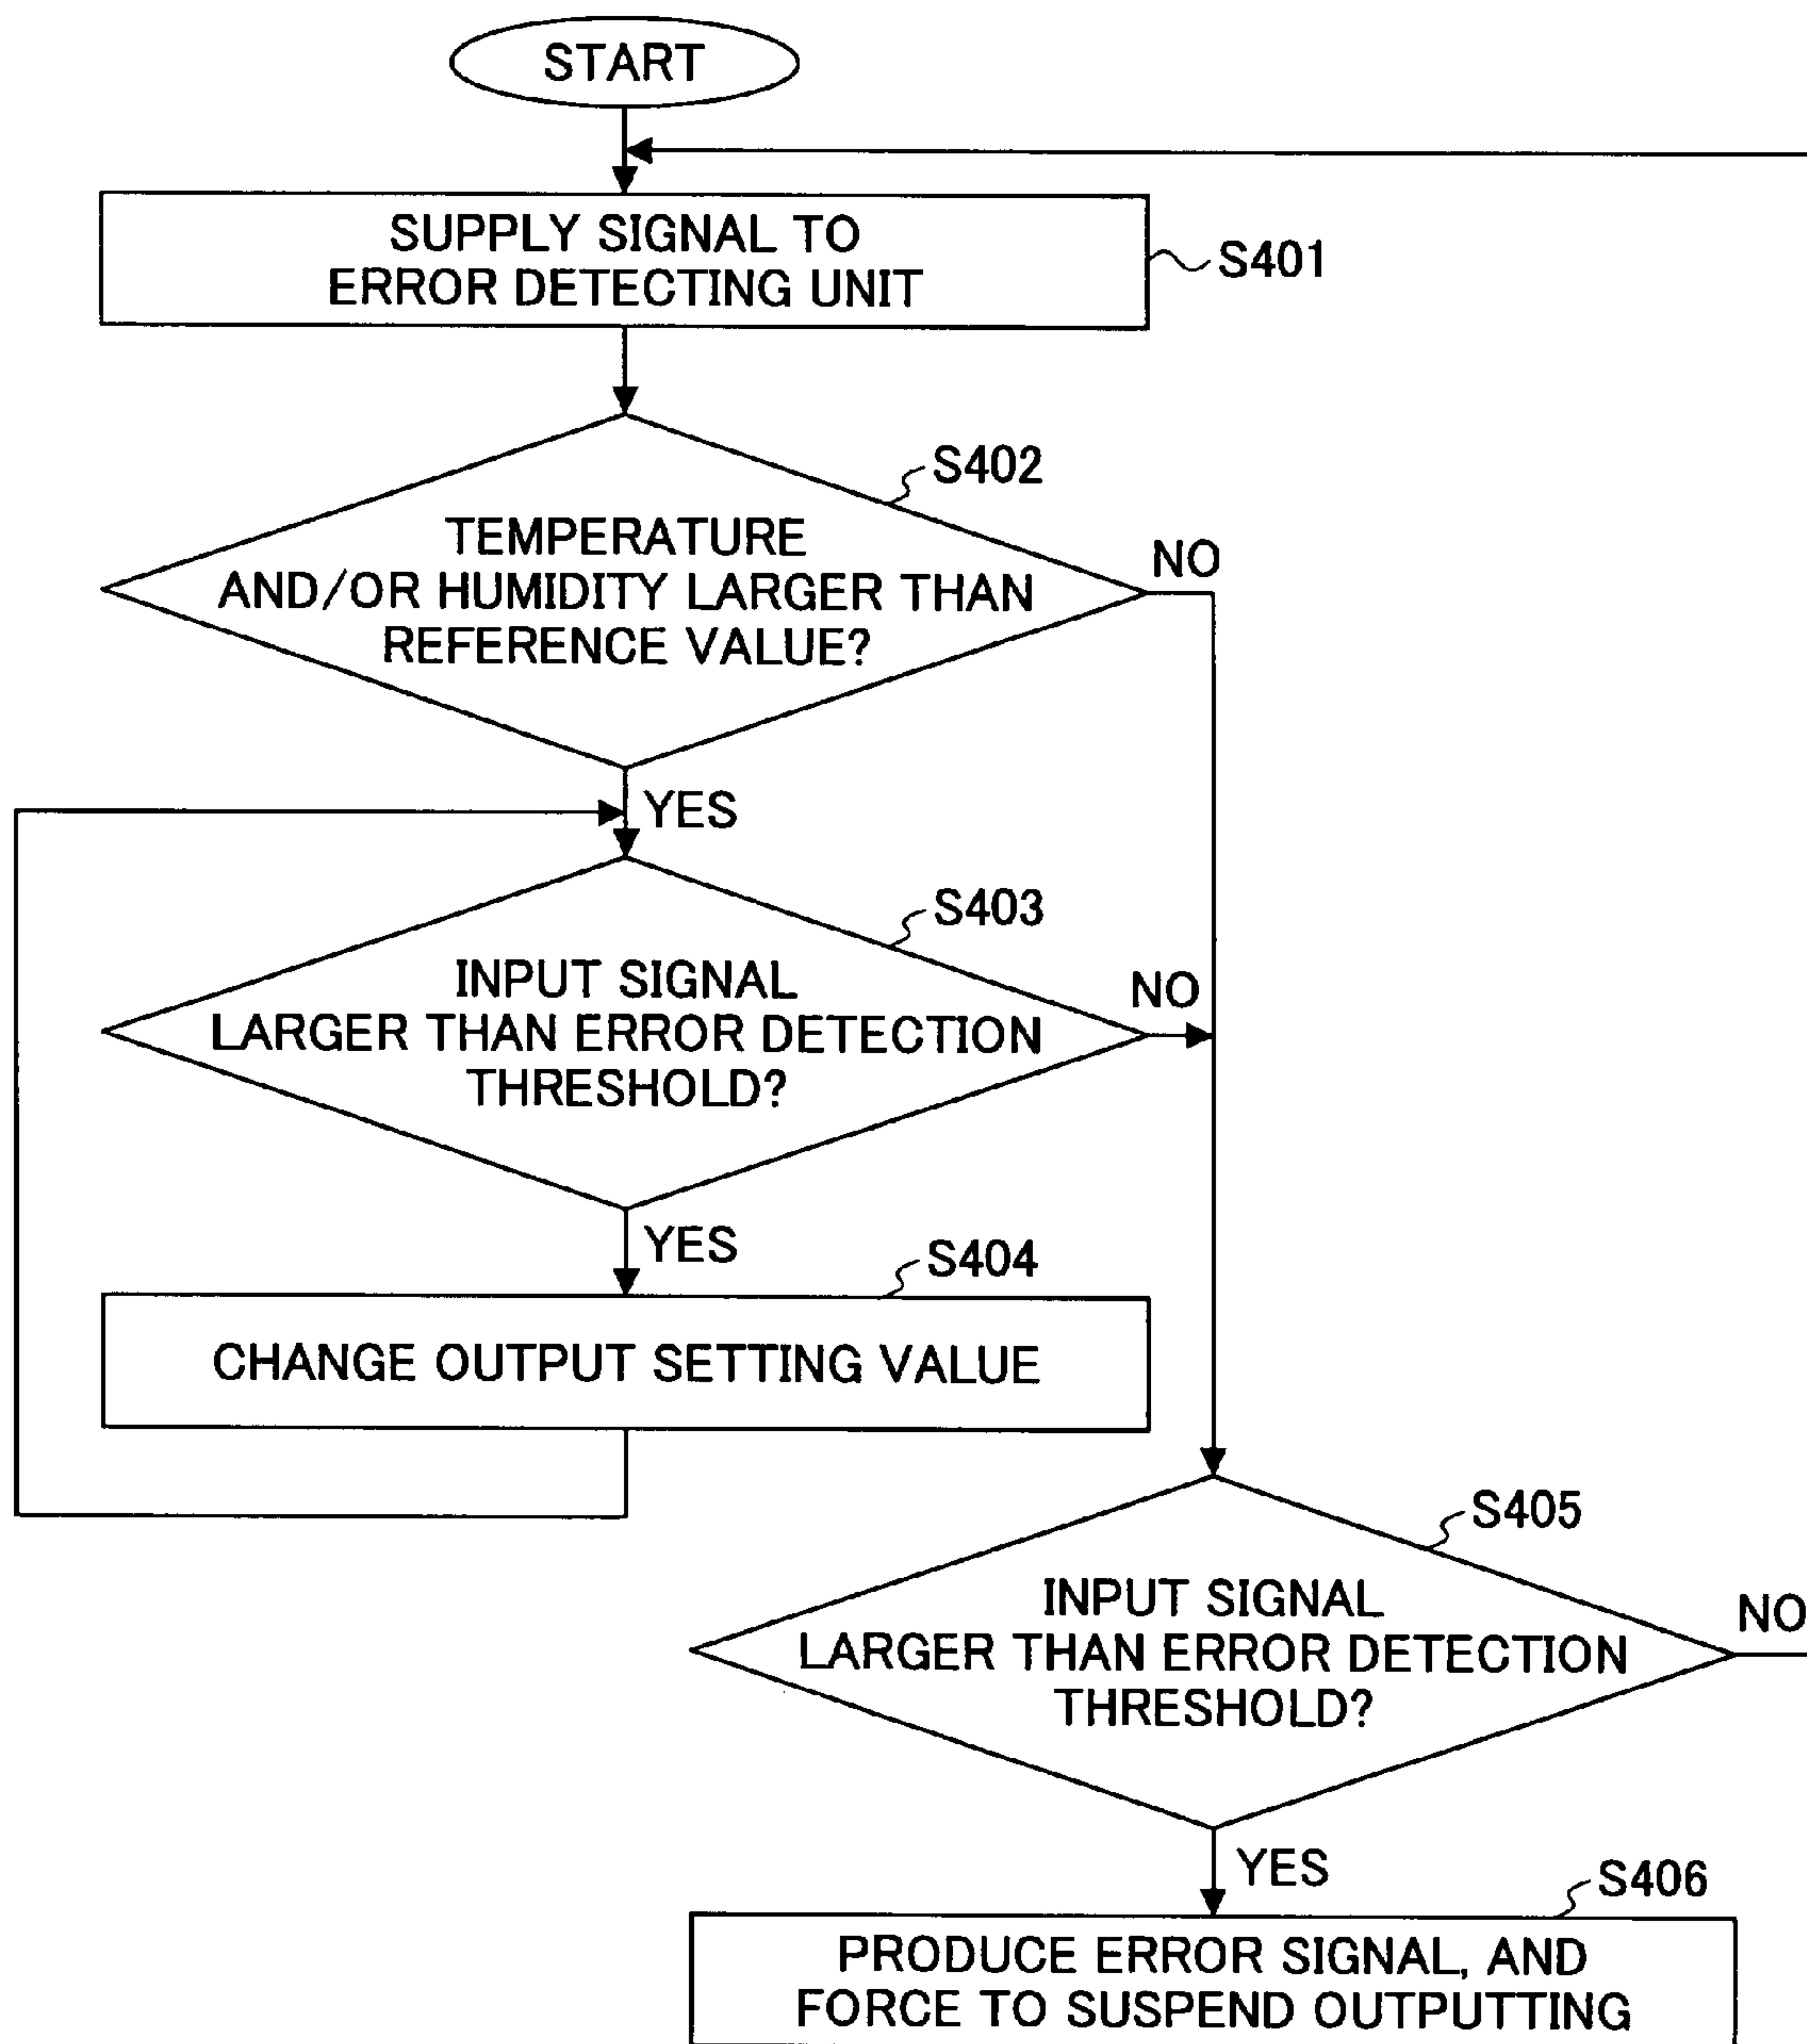 START
SUPPLY SIGNAL TO
ERROR DETECTING UNIT
S401
S402
TEMPERATURE
AND/OR HUMIDITY LARGER THAN
REFERENCE VALUE?
NO
YES
S403
INPUT SIGNAL
LARGER THAN ERROR DETECTION
THRESHOLD?
NO
YES
S404
CHANGE OUTPUT SETTING VALUE
S405
INPUT SIGNAL
LARGER THAN ERROR DETECTION
THRESHOLD?
NO
YES
S406
PRODUCE ERROR SIGNAL, AND
FORCE TO SUSPEND OUTPUTTING